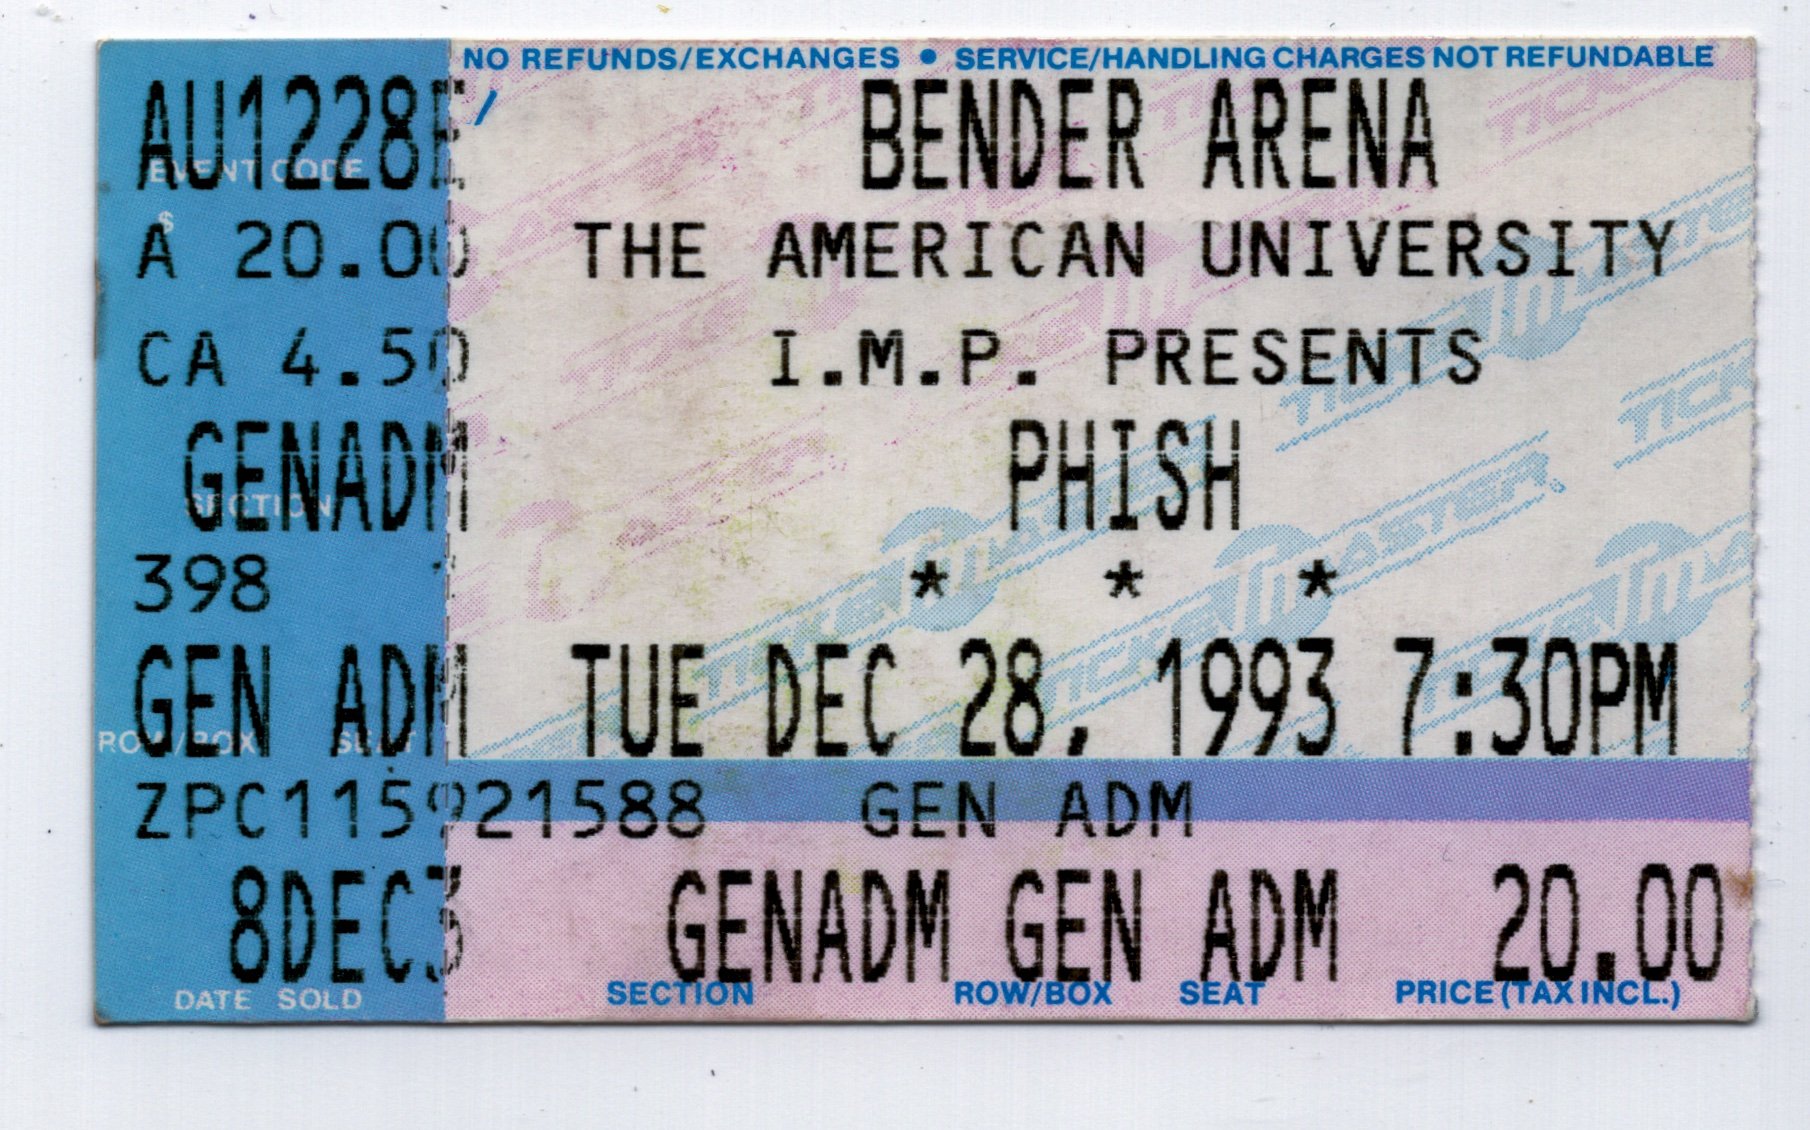 NO REFUNDS/EXCHANGES • SERVICE/HANDLING CHARGES NOT REFUNDABLE
AU1228E BENDER ARENA
EVENT CODE
$
A 20.00 THE AMERICAN UNIVERSITY
CA 4.50 I.M.P. PRESENTS
GENADM PHISH
SECTION
398 * * *
GEN ADM TUE DEC 28, 1993 7:30PM
ROW/BOX SEAT
ZPC115921588 GEN ADM
8DEC3 GENADM GEN ADM 20.00
DATE SOLD SECTION ROW/BOX SEAT PRICE (TAX INCL.)
TICKETMASTER